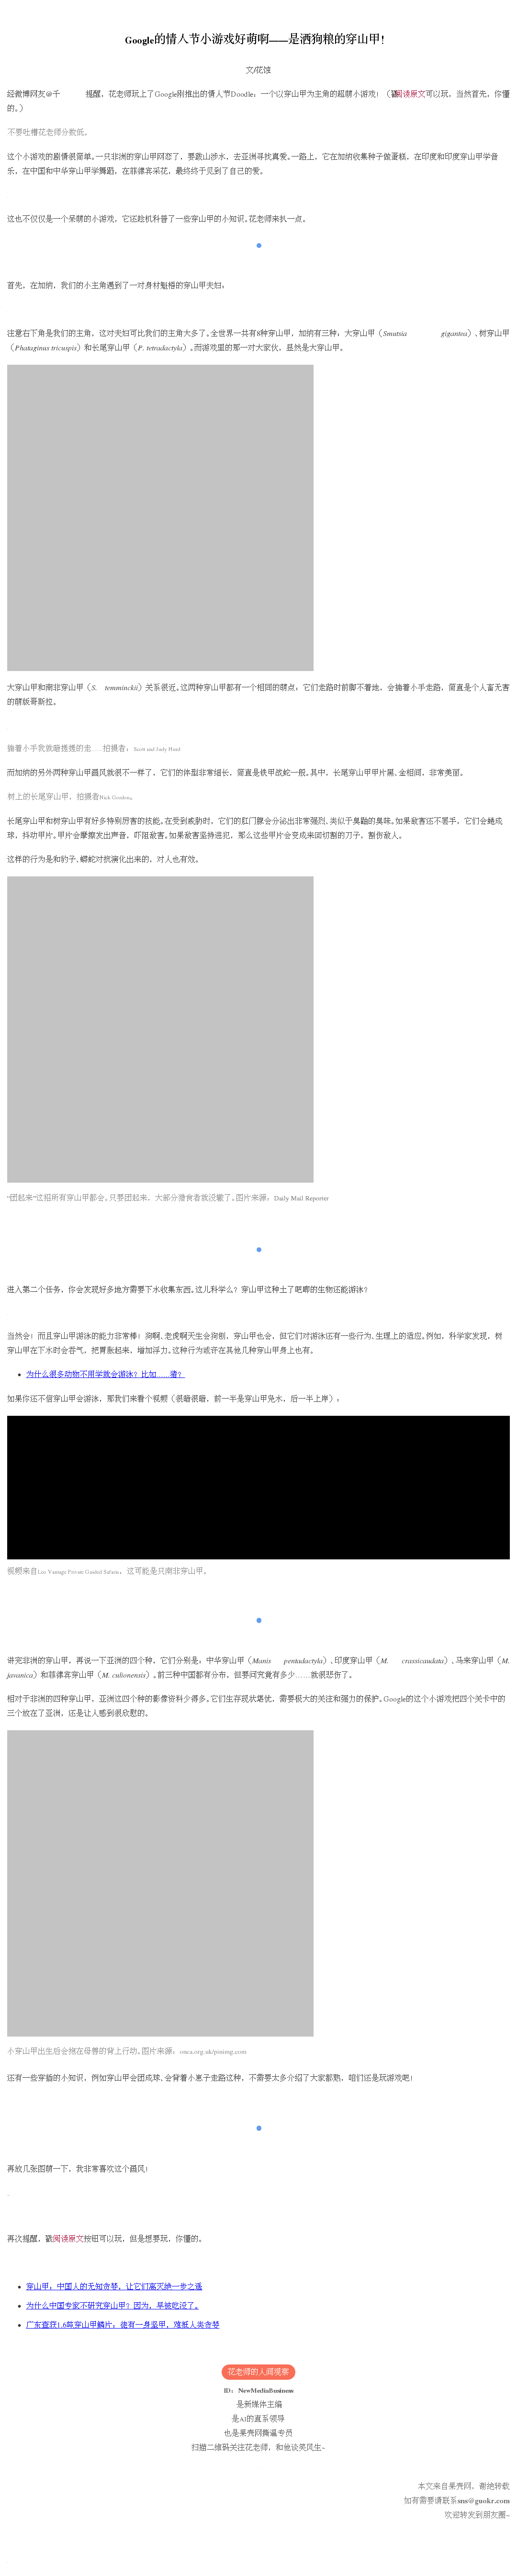 Google的情人节小游戏好萌啊——是洒狗粮的穿山甲!
文/花蚀
经微博网友@千 提醒，花老师玩上了Google刚推出的情人节Doodle：一个以穿山甲为主角的超萌小游戏！（戳阅读原文可以玩，当然首先，你懂
的。）
不要吐槽花老师分数低。
这个小游戏的剧情很简单。一只非洲的穿山甲网恋了，要跋山涉水，去亚洲寻找真爱。一路上，它在加纳收集种子做蛋糕，在印度和印度穿山甲学音
乐，在中国和中华穿山甲学舞蹈，在菲律宾采花，最终终于见到了自己的爱。
这也不仅仅是一个呆萌的小游戏，它还趁机科普了一些穿山甲的小知识。花老师来扒一点。
首先，在加纳，我们的小主角遇到了一对身材魁梧的穿山甲夫妇：
注意右下角是我们的主角，这对夫妇可比我们的主角大多了。全世界一共有8种穿山甲，加纳有三种：大穿山甲（Smutsia gigantea）、树穿山甲
（Phataginus tricuspis）和长尾穿山甲（P. tetradactyla）。而游戏里的那一对大家伙，显然是大穿山甲。
大穿山甲和南非穿山甲（S. temminckii）关系很近。这两种穿山甲都有一个相同的萌点：它们走路时前脚不着地，会揣着小手走路，简直是个人畜无害
的萌版哥斯拉。
揣着小手我就暗搓搓的走……拍摄者：Scott and Judy Hurd
而加纳的另外两种穿山甲画风就很不一样了，它们的体型非常细长，简直是铁甲战蛇一般。其中，长尾穿山甲甲片黑、金相间，非常美丽。
树上的长尾穿山甲，拍摄者Nick Gordon。
长尾穿山甲和树穿山甲有好多特别厉害的技能。在受到威胁时，它们的肛门腺会分泌出非常强烈、类似于臭鼬的臭味。如果敌害还不罢手，它们会蜷成
球，抖动甲片。甲片会摩擦发出声音，吓阻敌害。如果敌害坚持进犯，那么这些甲片会变成来回切割的刀子，割伤敌人。
这样的行为是和豹子、蟒蛇对抗演化出来的，对人也有效。
“团起来”这招所有穿山甲都会。只要团起来，大部分猎食者就没辙了。图片来源：Daily Mail Reporter
进入第二个任务，你会发现好多地方需要下水收集东西。这儿科学么？穿山甲这种土了吧唧的生物还能游泳？
当然会！而且穿山甲游泳的能力非常棒！狗啊、老虎啊天生会狗刨，穿山甲也会，但它们对游泳还有一些行为、生理上的适应。例如，科学家发现，树
穿山甲在下水时会吞气，把胃胀起来，增加浮力。这种行为或许在其他几种穿山甲身上也有。
为什么很多动物不用学就会游泳？比如……猪？
如果你还不信穿山甲会游泳，那我们来看个视频（很暗很暗，前一半是穿山甲凫水，后一半上岸）：
视频来自Leo Vantage Private Guided Safaris，这可能是只南非穿山甲。
讲完非洲的穿山甲，再说一下亚洲的四个种，它们分别是：中华穿山甲（Manis pentadactyla）、印度穿山甲（M. crassicaudata）、马来穿山甲（M.
javanica）和菲律宾穿山甲（M. culionensis）。前三种中国都有分布，但要问究竟有多少……就很悲伤了。
相对于非洲的四种穿山甲，亚洲这四个种的影像资料少得多。它们生存现状堪忧，需要极大的关注和强力的保护。Google的这个小游戏把四个关卡中的
三个放在了亚洲，还是让人感到很欣慰的。
小穿山甲出生后会挽在母兽的背上行动。图片来源：onca.org.uk/pinimg.com
还有一些穿插的小知识，例如穿山甲会团成球、会背着小崽子走路这种，不需要太多介绍了大家都熟，咱们还是玩游戏吧！
再放几张图萌一下，我非常喜欢这个画风！
再次提醒，戳阅读原文按钮可以玩，但是想要玩，你懂的。
穿山甲：中国人的无知贪婪，让它们离灭绝一步之遥
为什么中国专家不研究穿山甲？因为，早被吃没了。
广东查获11.6吨穿山甲鳞片：徒有一身坚甲，难抵人类贪婪
花老师的人间观察
ID：NewMediaBusiness
是新媒体主编
是AJ的直系领导
也是果壳网撕逼专员
扫描二维码关注花老师，和他谈笑风生~
本文来自果壳网，谢绝转载
如有需要请联系sns@guokr.com
欢迎转发到朋友圈~